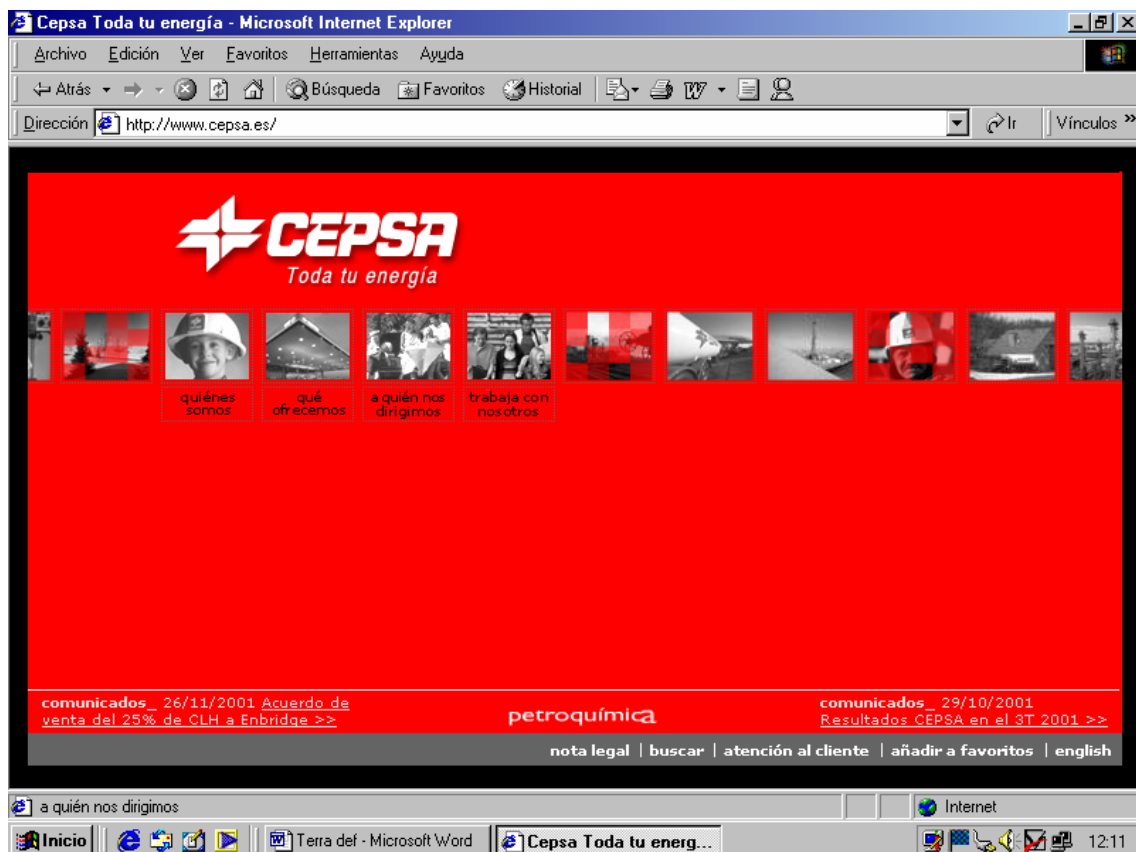 Cepsa Toda tu energía - Microsoft Internet Explorer
Archivo Edición Ver Favoritos Herramientas Ayuda
Atrás Búsqueda Favoritos Historial
Dirección http://www.cepsa.es/ Ir Vínculos »
CEPSA
Toda tu energía
quiénes
somos
qué
ofrecemos
a quién nos
dirigimos
trabaja con
nosotros
comunicados_ 26/11/2001 Acuerdo de
venta del 25% de CLH a Enbridge >>
petroquímica
comunicados_ 29/10/2001
Resultados CEPSA en el 3T 2001 >>
nota legal | buscar | atención al cliente | añadir a favoritos | english
a quién nos dirigimos Internet
Inicio Terra def - Microsoft Word Cepsa Toda tu energ... 12:11